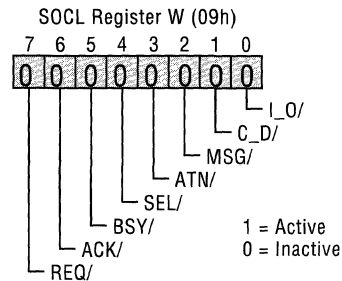 SOCL Register W (09h)
7 6 5 4 3 2 1 0
0 0 0 0 0 0 0 0
I_O/
C_D/
MSG/
ATN/
SEL/
BSY/
ACK/
REQ/
1 = Active
0 = Inactive